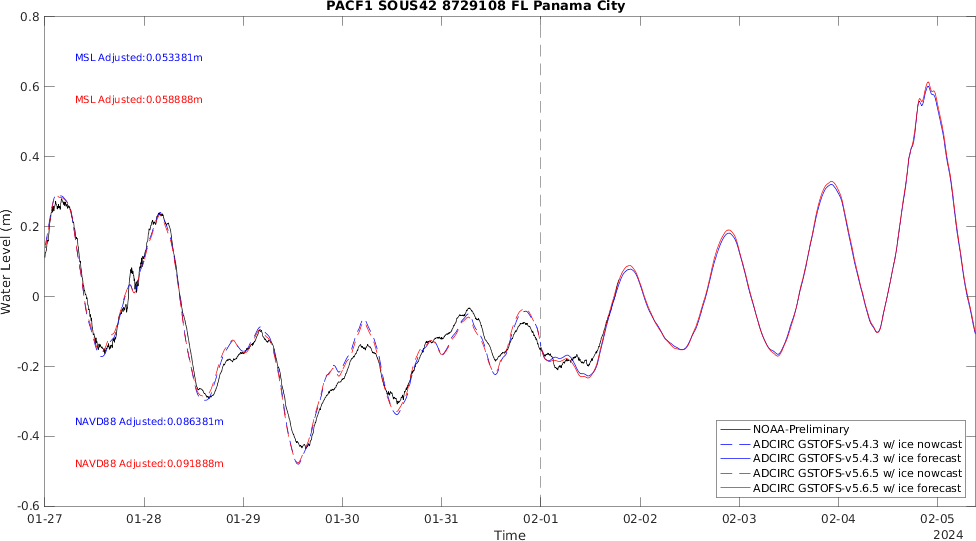 PACF1 SOUS42 8729108 FL Panama City
0.8
0.6
0.4
0.2
0
-0.2
-0.4
-0.6
Water Level (m)
MSL Adjusted:0.053381m
MSL Adjusted:0.058888m
NAVD88 Adjusted:0.086381m
NAVD88 Adjusted:0.091888m
NOAA-Preliminary
ADCIRC GSTOFS-v5.4.3 w/ ice nowcast
ADCIRC GSTOFS-v5.4.3 w/ ice forecast
ADCIRC GSTOFS-v5.6.5 w/ ice nowcast
ADCIRC GSTOFS-v5.6.5 w/ ice forecast
01-27 01-28 01-29 01-30 01-31 02-01 02-02 02-03 02-04 02-05
Time
2024